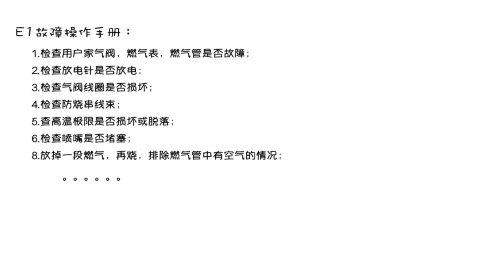 E1故障操作手册：
1.检查用户家气阀，燃气表，燃气管是否故障；
2.检查放电针是否放电；
3.检查气阀线圈是否损坏；
4.检查防烧串线束；
5.查高温极限是否损坏或脱落；
6.检查喷嘴是否堵塞；
8.放掉一段燃气，再烧，排除燃气管中有空气的情况；
。。。。。。